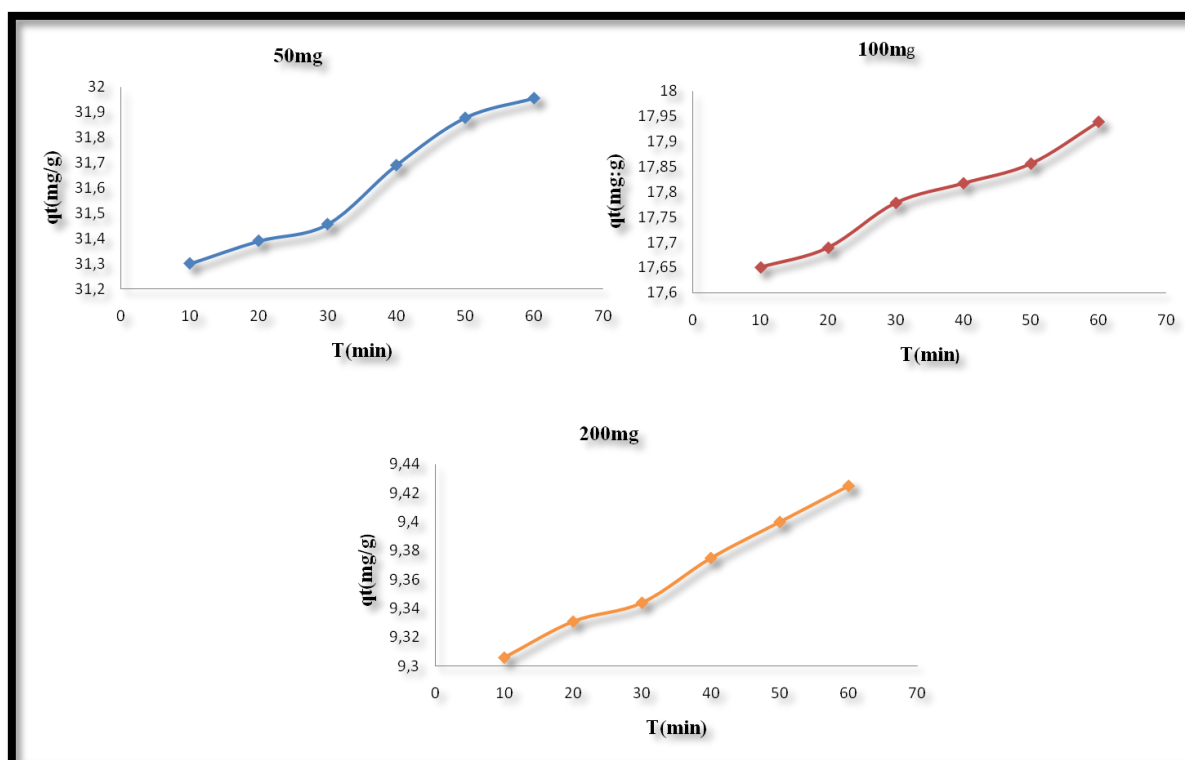 50mg
32
31,9
31,8
31,7
31,6
31,5
31,4
31,3
31,2
qt(mg/g)
0 10 20 30 40 50 60 70
T(min)
100mg
18
17,95
17,9
17,85
17,8
17,75
17,7
17,65
17,6
qt(mg:g)
0 10 20 30 40 50 60 70
T(min)
200mg
9,44
9,42
9,4
9,38
9,36
9,34
9,32
9,3
qt(mg/g)
0 10 20 30 40 50 60 70
T(min)